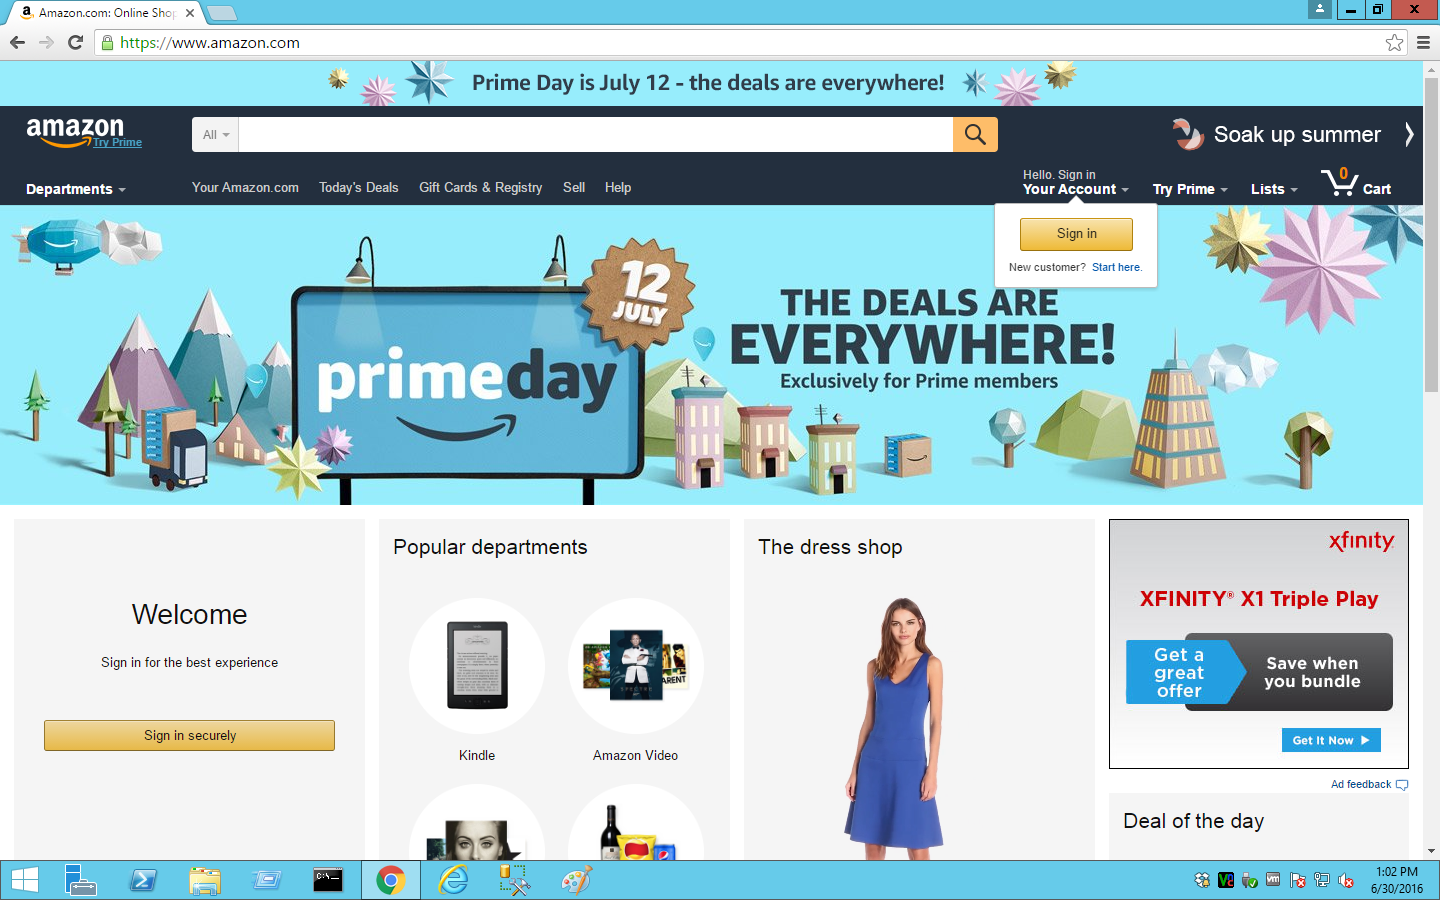 Amazon.com: Online Shop
https://www.amazon.com
Prime Day is July 12 - the deals are everywhere!
amazon
Try Prime
All
Soak up summer
Departments
Your Amazon.com
Today's Deals
Gift Cards & Registry
Sell
Help
Hello. Sign in
Your Account
Try Prime
Lists
0
Cart
Sign in
New customer? Start here.
12
JULY
primeday
THE DEALS ARE
EVERYWHERE!
Exclusively for Prime members
Welcome
Sign in for the best experience
Sign in securely
Popular departments
Kindle
Amazon Video
SPECTRE
The dress shop
xfinity
XFINITY® X1 Triple Play
Get a
great
offer
Save when
you bundle
Get It Now
Ad feedback
Deal of the day
1:02 PM
6/30/2016